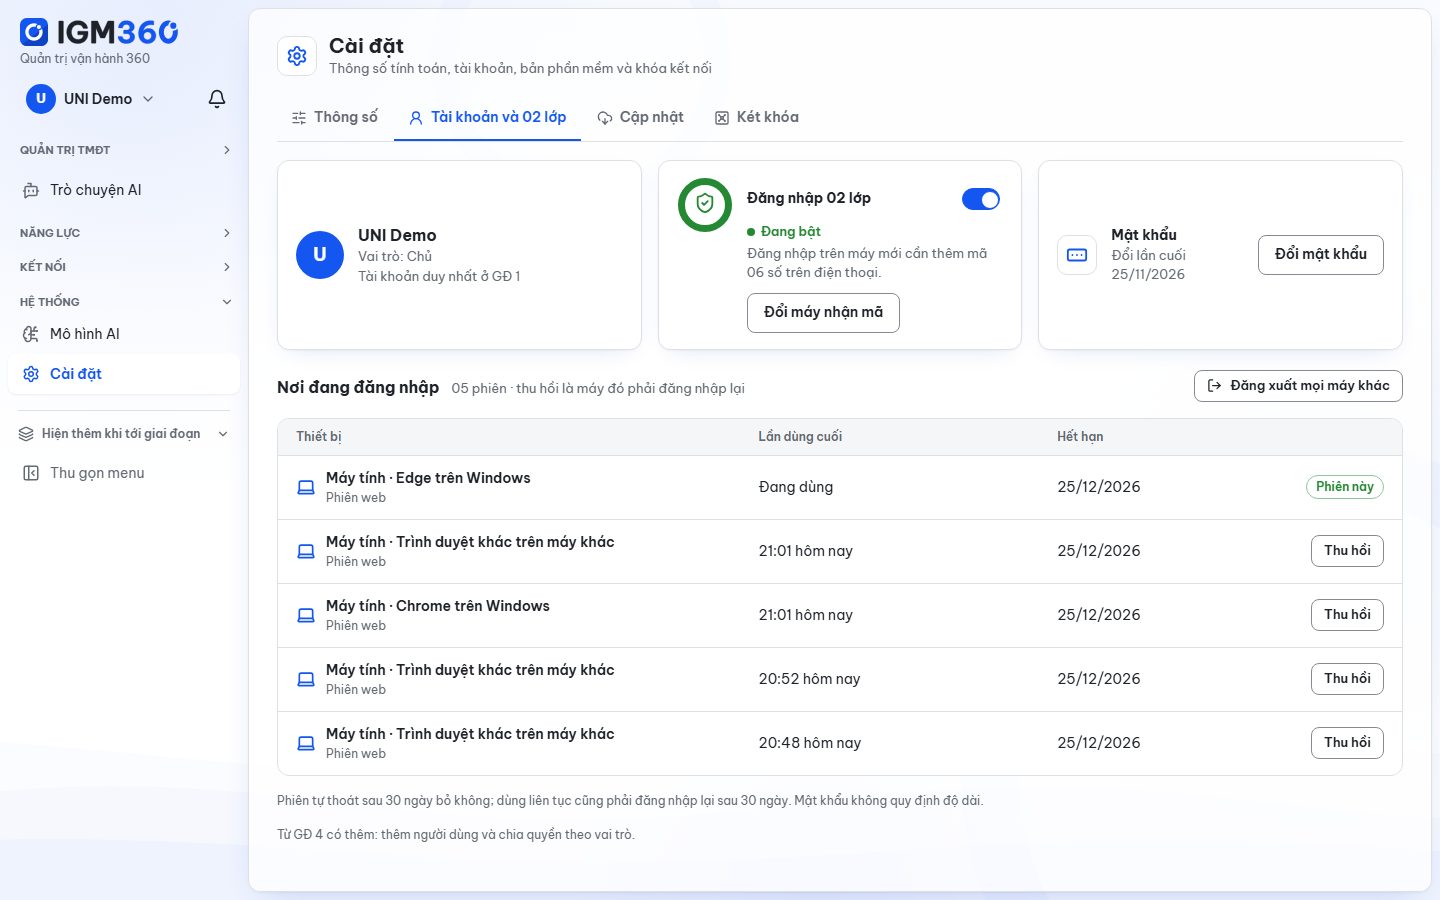 IGM360
Quản trị vận hành 360
U UNI Demo
QUẢN TRỊ TMĐT
Trò chuyện AI
NĂNG LỰC
KẾT NỐI
HỆ THỐNG
Mô hình AI
Cài đặt
Hiện thêm khi tới giai đoạn
Thu gọn menu
Cài đặt
Thông số tính toán, tài khoản, bản phần mềm và khóa kết nối
Thông số Tài khoản và 02 lớp Cập nhật Két khóa
U
UNI Demo
Vai trò: Chủ
Tài khoản duy nhất ở GĐ 1
Đăng nhập 02 lớp
Đang bật
Đăng nhập trên máy mới cần thêm mã
06 số trên điện thoại.
Đổi máy nhận mã
Mật khẩu
Đổi lần cuối
25/11/2026
Đổi mật khẩu
Nơi đang đăng nhập 05 phiên · thu hồi là máy đó phải đăng nhập lại Đăng xuất mọi máy khác
Thiết bị Lần dùng cuối Hết hạn
Máy tính · Edge trên Windows
Phiên web
Đang dùng 25/12/2026 Phiên này
Máy tính · Trình duyệt khác trên máy khác
Phiên web
21:01 hôm nay 25/12/2026 Thu hồi
Máy tính · Chrome trên Windows
Phiên web
21:01 hôm nay 25/12/2026 Thu hồi
Máy tính · Trình duyệt khác trên máy khác
Phiên web
20:52 hôm nay 25/12/2026 Thu hồi
Máy tính · Trình duyệt khác trên máy khác
Phiên web
20:48 hôm nay 25/12/2026 Thu hồi
Phiên tự thoát sau 30 ngày bỏ không; dùng liên tục cũng phải đăng nhập lại sau 30 ngày. Mật khẩu không quy định độ dài.
Từ GĐ 4 có thêm: thêm người dùng và chia quyền theo vai trò.